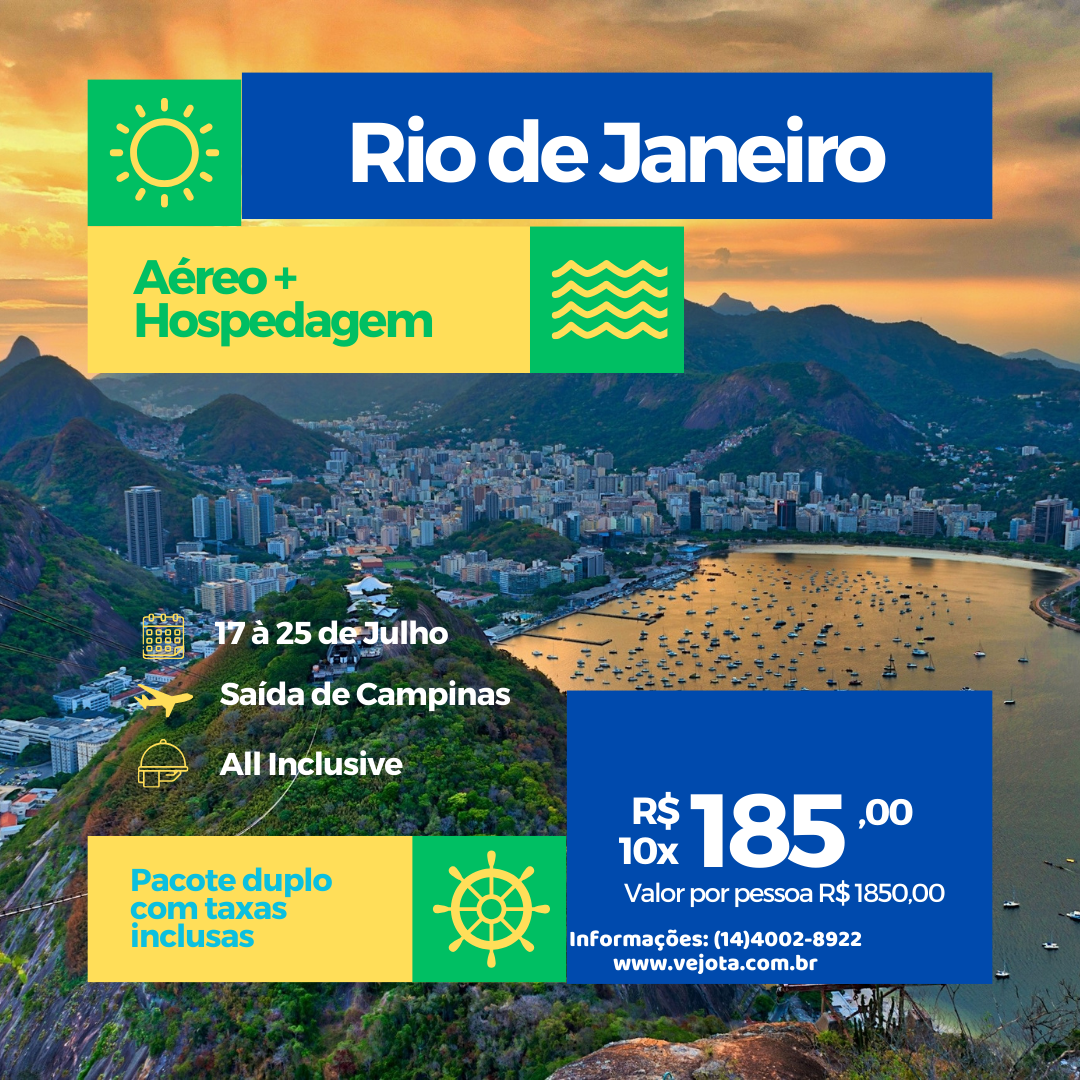 Rio de Janeiro
Aéreo +
Hospedagem
17 à 25 de Julho
Saída de Campinas
All Inclusive
Pacote duplo
com taxas
inclusas
R$
10x
185
,00
Valor por pessoa R$ 1850,00
Informações: (14)4002-8922
www.vejota.com.br